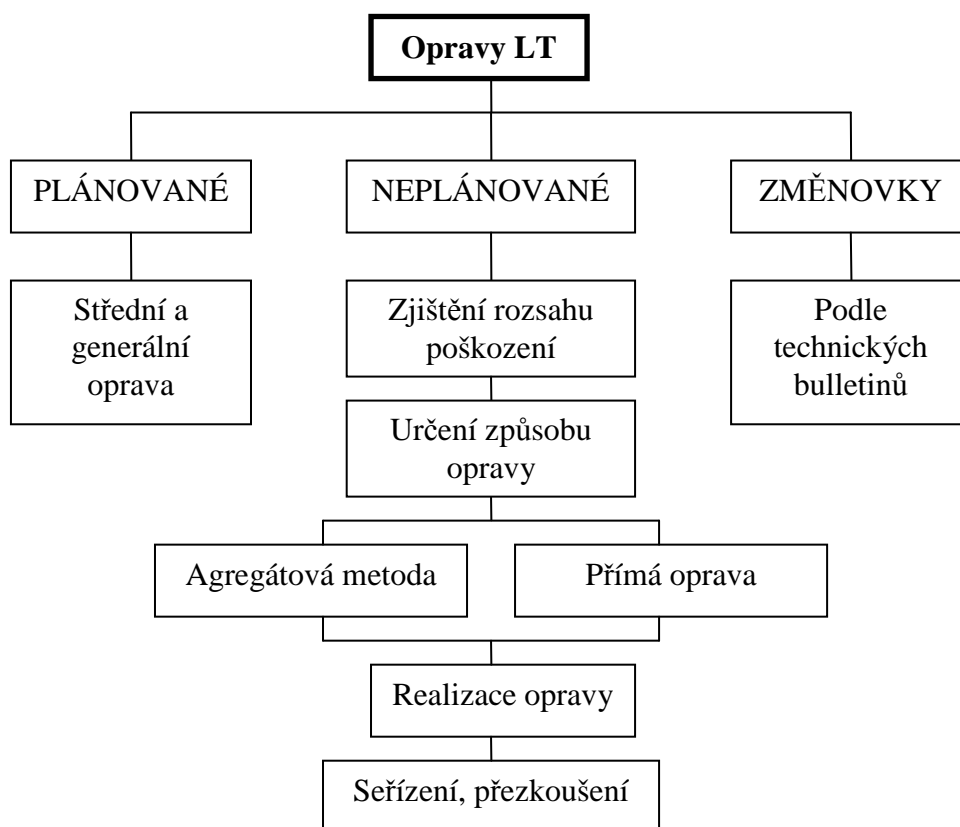 Opravy LT
PLÁNOVANÉ
NEPLÁNOVANÉ
ZMĚNOVKY
Střední a
generální
oprava
Zjištění rozsahu
poškození
Podle
technických
bulletinů
Určení způsobu
opravy
Agregátová metoda
Přímá oprava
Realizace opravy
Seřízení, přezkoušení